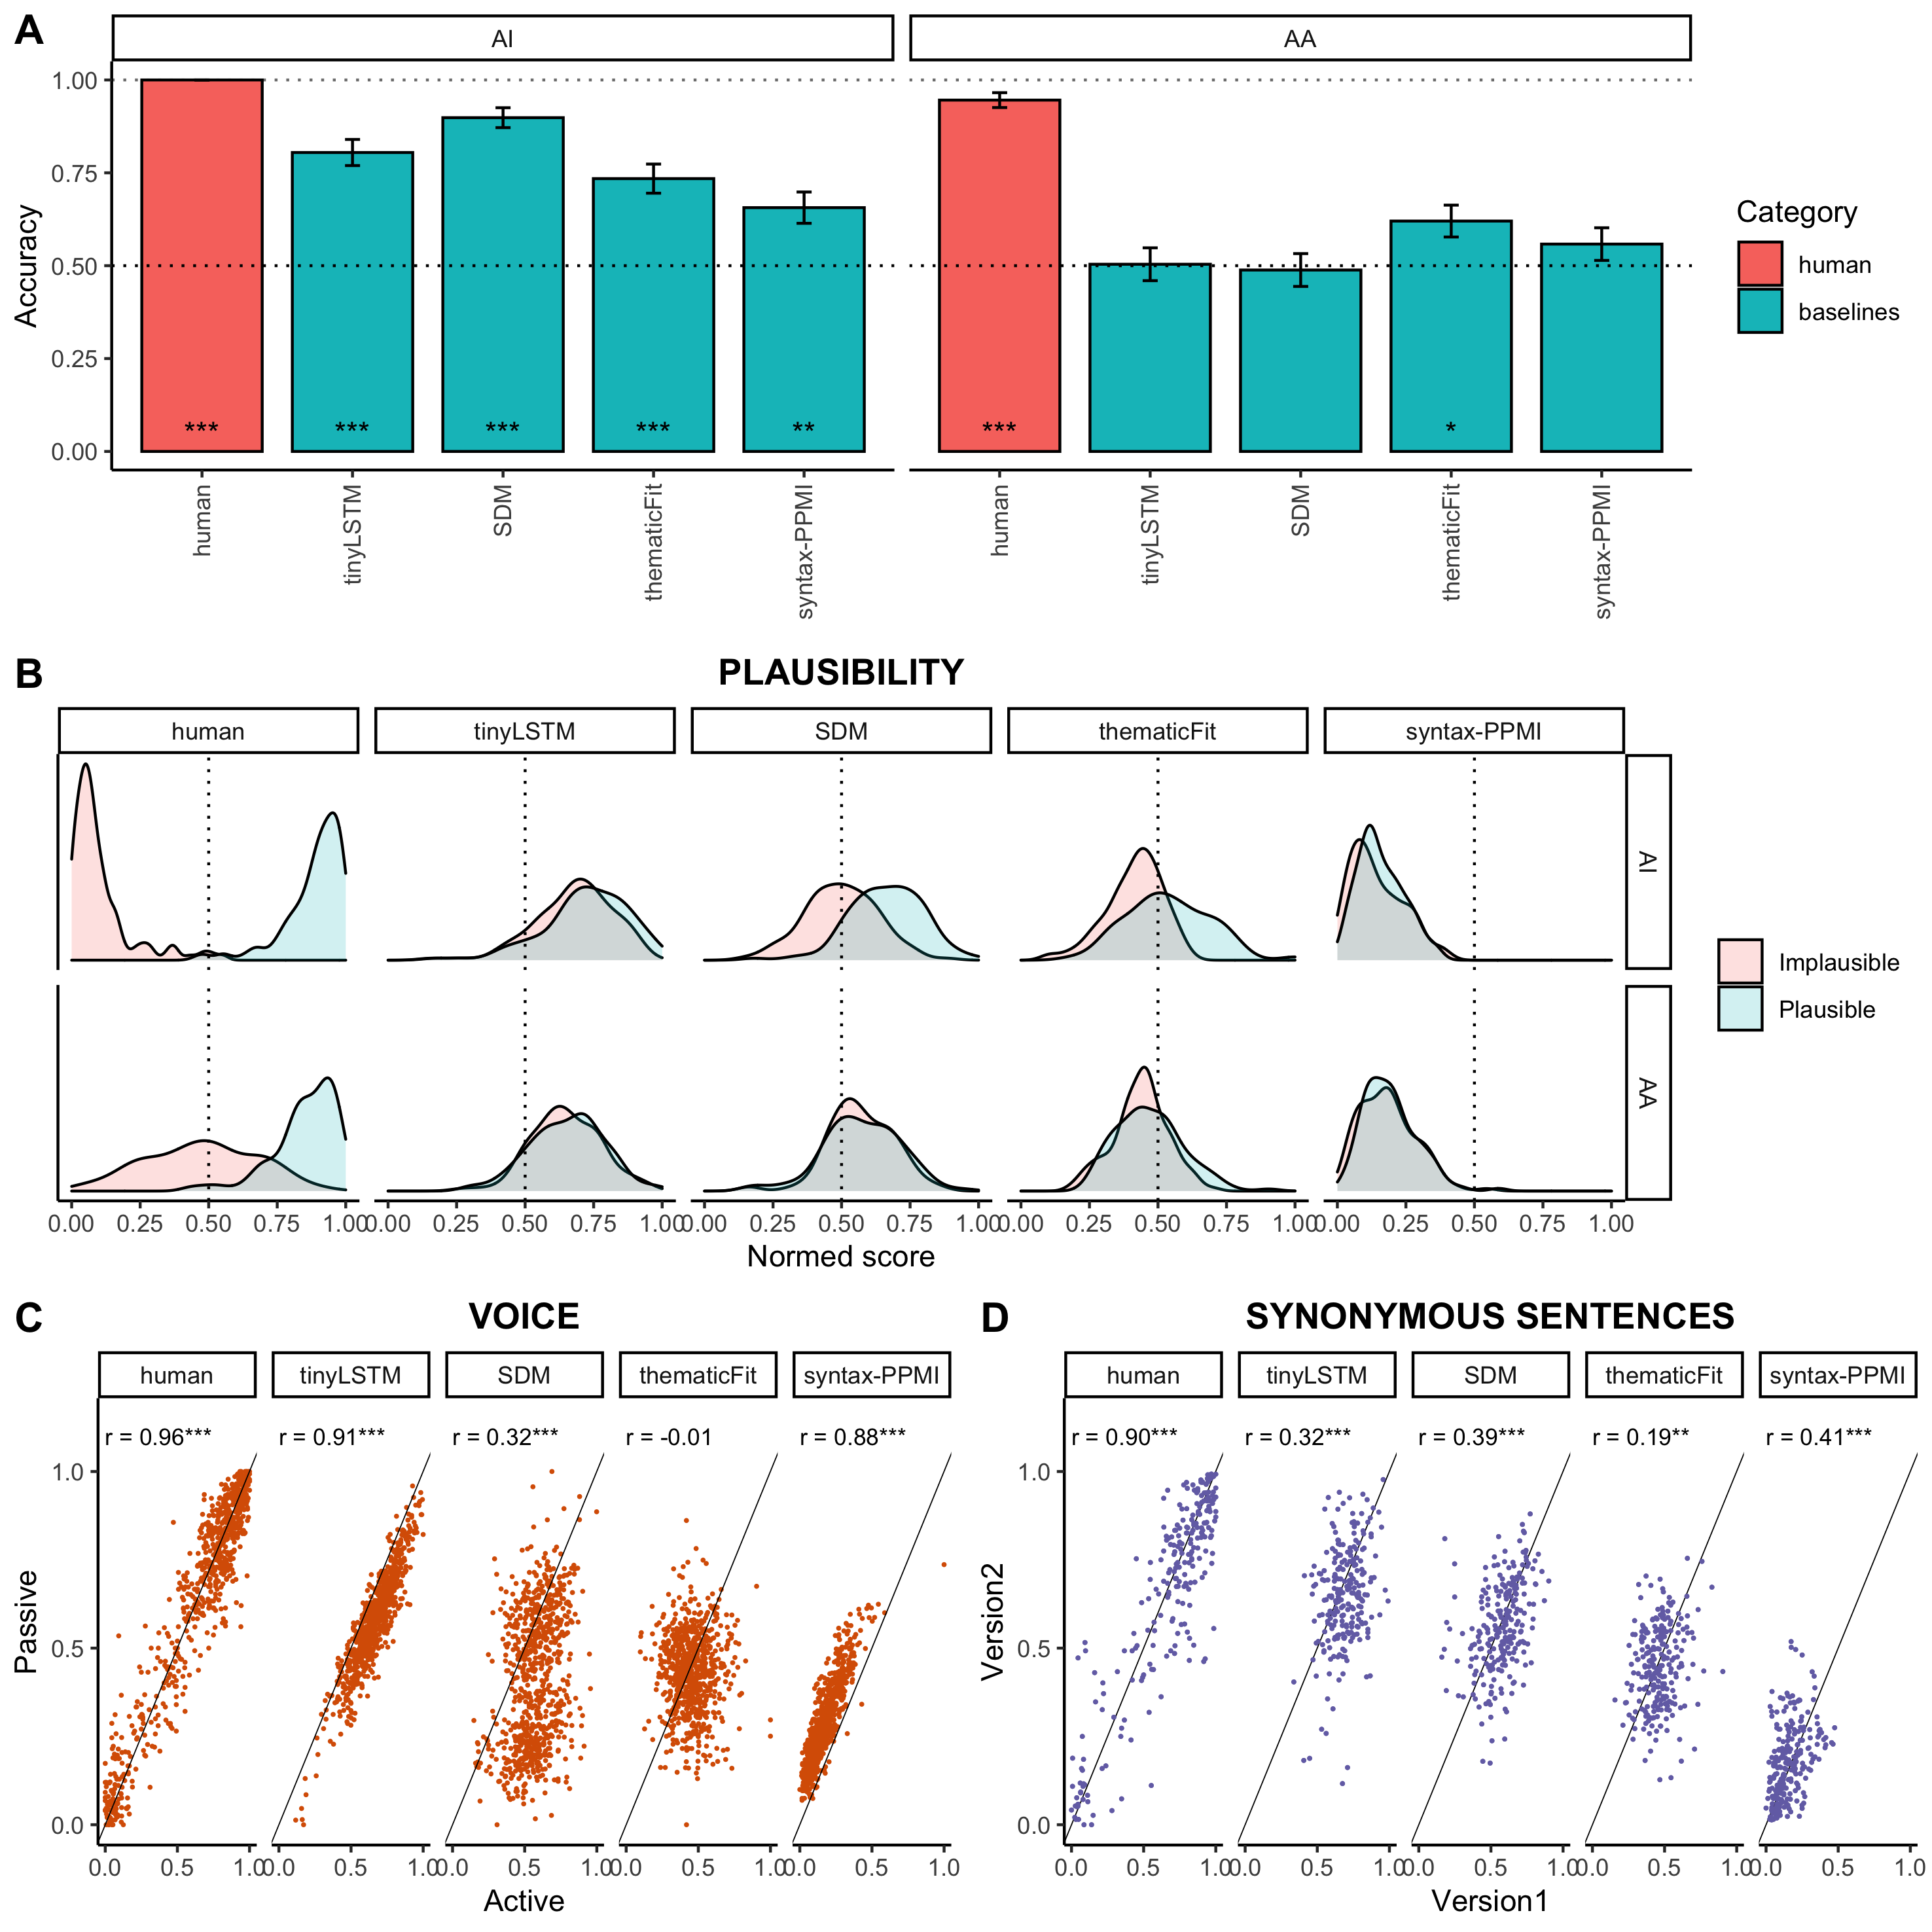 A
AI AA
1.00
0.75
0.50
0.25
0.00
Accuracy
*** *** *** *** ** *** *
human tinyLSTM SDM thematicFit syntax-PPMI human tinyLSTM SDM thematicFit syntax-PPMI
Category
human
baselines
B
PLAUSIBILITY
human tinyLSTM SDM thematicFit syntax-PPMI
AI
AA
Implausible
Plausible
0.00 0.25 0.50 0.75 1.00 0.00 0.25 0.50 0.75 1.00 0.00 0.25 0.50 0.75 1.00 0.00 0.25 0.50 0.75 1.00 0.00 0.25 0.50 0.75 1.00
Normed score
C
VOICE
human tinyLSTM SDM thematicFit syntax-PPMI
r = 0.96*** r = 0.91*** r = 0.32*** r = -0.01 r = 0.88***
1.0
0.5
0.0
Passive
0.0 0.5 1.0 0.0 0.5 1.0 0.0 0.5 1.0 0.0 0.5 1.0 0.0 0.5 1.0
Active
D
SYNONYMOUS SENTENCES
human tinyLSTM SDM thematicFit syntax-PPMI
r = 0.90*** r = 0.32*** r = 0.39*** r = 0.19** r = 0.41***
1.0
0.5
0.0
Version2
0.0 0.5 1.0 0.0 0.5 1.0 0.0 0.5 1.0 0.0 0.5 1.0 0.0 0.5 1.0
Version1